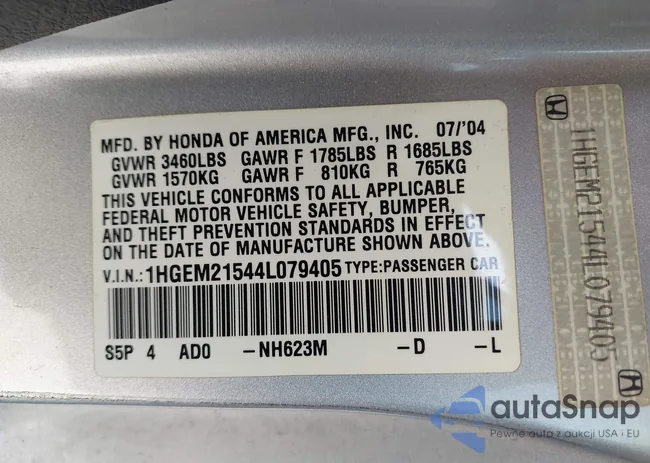 MFD. BY HONDA OF AMERICA MFG., INC. 07/'04
GVWR 3460LBS GAWR F 1785LBS R 1685LBS
GVWR 1570KG GAWR F 810KG R 765KG
THIS VEHICLE CONFORMS TO ALL APPLICABLE
FEDERAL MOTOR VEHICLE SAFETY, BUMPER,
AND THEFT PREVENTION STANDARDS IN EFFECT
ON THE DATE OF MANUFACTURE SHOWN ABOVE.
V.I.N.: 1HGEM21544L079405 TYPE:PASSENGER CAR
S5P 4 AD0 -NH623M -D -L
1HGEM21544L079405
autaSnap
Pewne auto z aukcji USA i EU